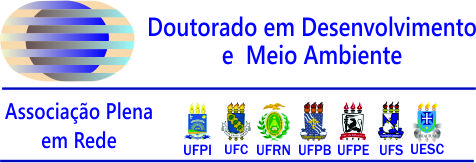 Doutorado em Desenvolvimento
e Meio Ambiente
Associação Plena
em Rede
UFPI UFC UFRN UFPB UFPE UFS UESC